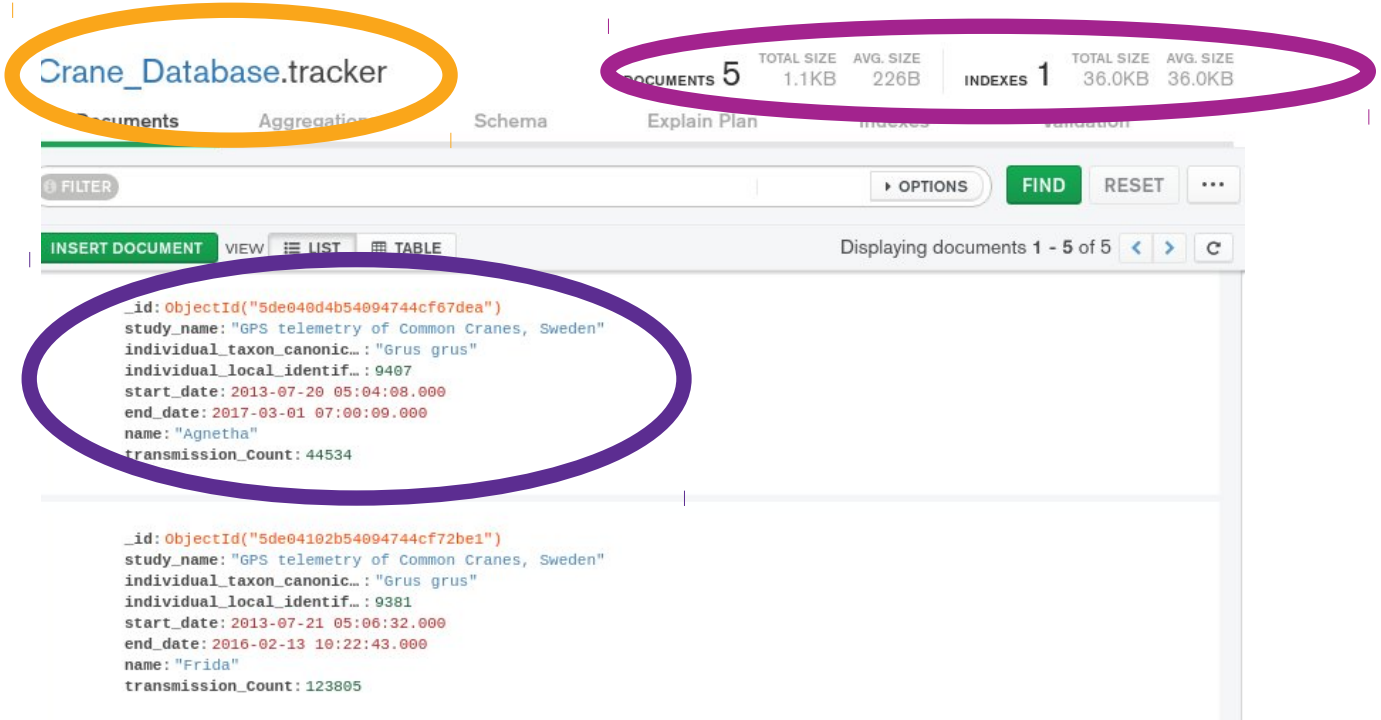 Crane_Database.tracker
DOCUMENTS 5 TOTAL SIZE 1.1KB AVG. SIZE 226B INDEXES 1 TOTAL SIZE 36.0KB AVG. SIZE 36.0KB
Documents Aggregation Schema Explain Plan Indexes Validation
FILTER OPTIONS FIND RESET ...
INSERT DOCUMENT VIEW LIST TABLE Displaying documents 1 - 5 of 5
_id: ObjectId("5de040d4b54094744cf67dea")
study_name: "GPS telemetry of Common Cranes, Sweden"
individual_taxon_canonic…: "Grus grus"
individual_local_identif…: 9407
start_date: 2013-07-20 05:04:08.000
end_date: 2017-03-01 07:00:09.000
name: "Agnetha"
transmission_Count: 44534
_id: ObjectId("5de04102b54094744cf72be1")
study_name: "GPS telemetry of Common Cranes, Sweden"
individual_taxon_canonic…: "Grus grus"
individual_local_identif…: 9381
start_date: 2013-07-21 05:06:32.000
end_date: 2016-02-13 10:22:43.000
name: "Frida"
transmission_Count: 123805